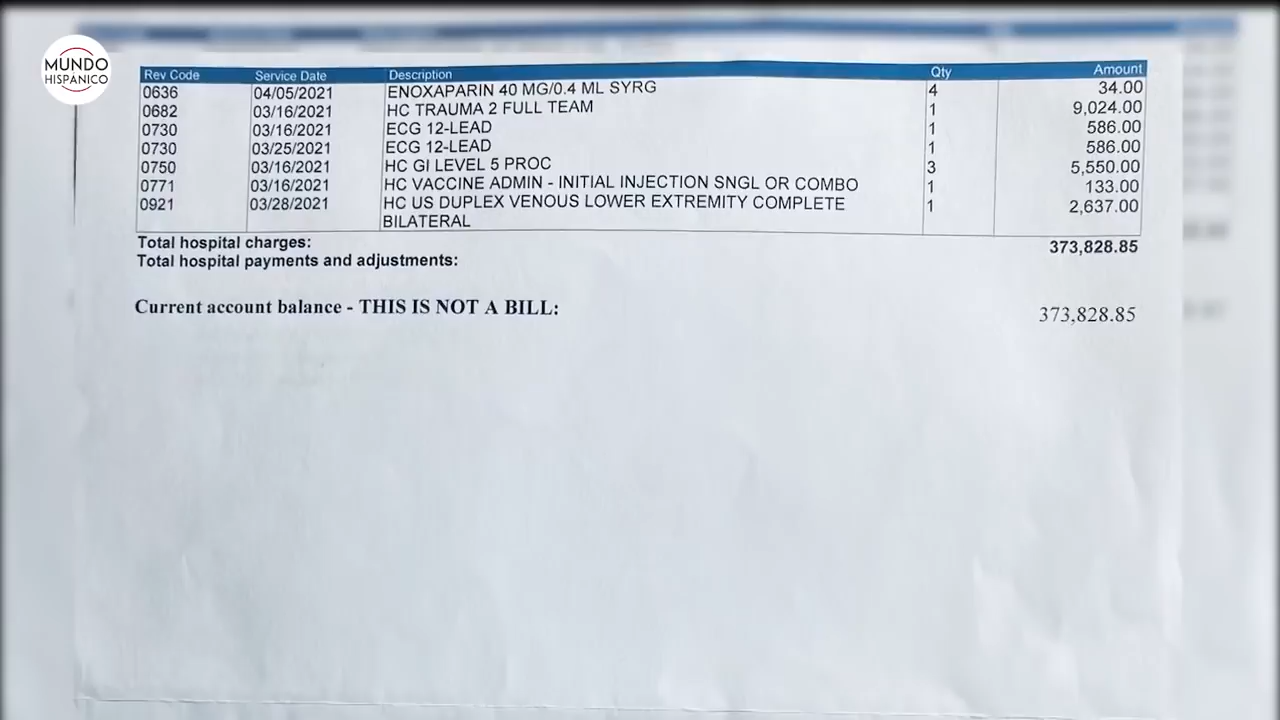 MUNDO
HISPÁNICO
Rev Code Service Date Description Qty Amount
0636 04/05/2021 ENOXAPARIN 40 MG/0.4 ML SYRG 4 34.00
0682 03/16/2021 HC TRAUMA 2 FULL TEAM 1 9,024.00
0730 03/16/2021 ECG 12-LEAD 1 586.00
0730 03/25/2021 ECG 12-LEAD 1 586.00
0750 03/16/2021 HC GI LEVEL 5 PROC 3 5,550.00
0771 03/16/2021 HC VACCINE ADMIN - INITIAL INJECTION SNGL OR COMBO 1 133.00
0921 03/28/2021 HC US DUPLEX VENOUS LOWER EXTREMITY COMPLETE 1 2,637.00
BILATERAL
Total hospital charges: 373,828.85
Total hospital payments and adjustments:
Current account balance - THIS IS NOT A BILL: 373,828.85